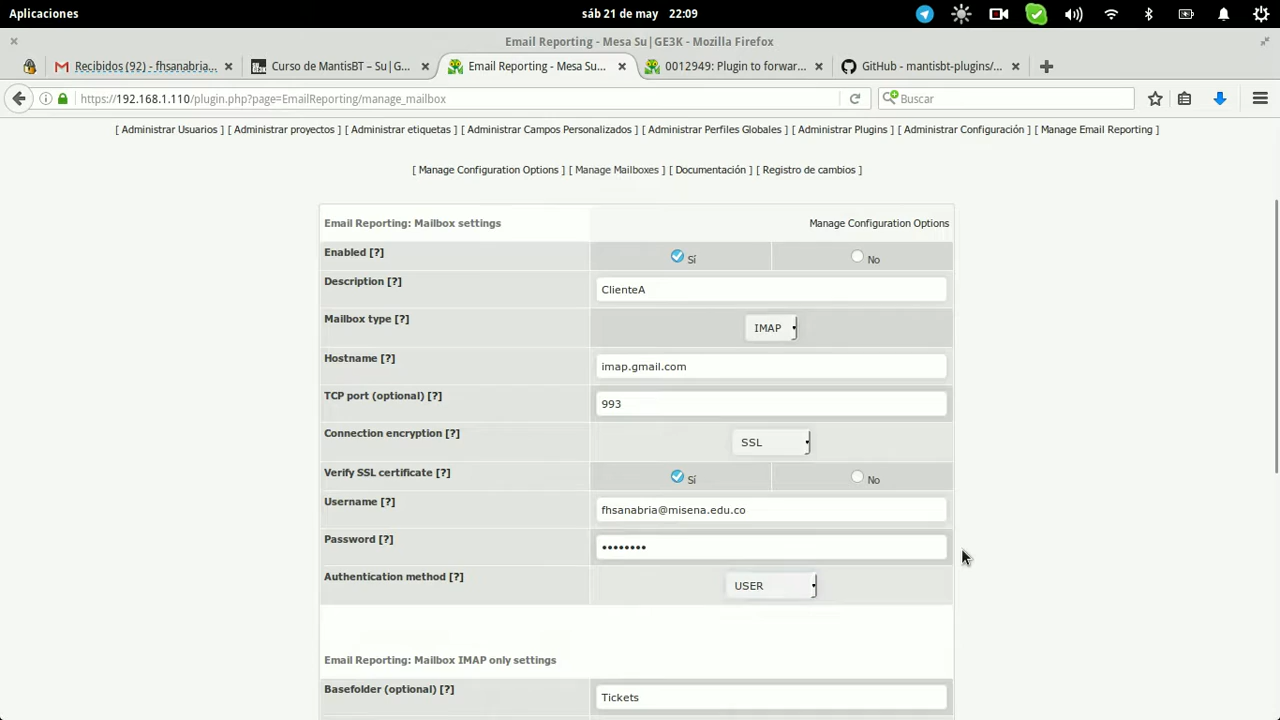 Aplicaciones sáb 21 de may 22:09
Email Reporting - Mesa Su|GE3K - Mozilla Firefox
Recibidos (92) - fhsanabria... Curso de MantisBT – Su|G... Email Reporting - Mesa Su... 0012949: Plugin to forwar... GitHub - mantisbt-plugins/...
https://192.168.1.110/plugin.php?page=EmailReporting/manage_mailbox Buscar
[ Administrar Usuarios ] [ Administrar proyectos ] [ Administrar etiquetas ] [ Administrar Campos Personalizados ] [ Administrar Perfiles Globales ] [ Administrar Plugins ] [ Administrar Configuración ] [ Manage Email Reporting ]
[ Manage Configuration Options ] [ Manage Mailboxes ] [ Documentación ] [ Registro de cambios ]
Email Reporting: Mailbox settings Manage Configuration Options
Enabled [?] Sí No
Description [?] ClienteA
Mailbox type [?] IMAP
Hostname [?] imap.gmail.com
TCP port (optional) [?] 993
Connection encryption [?] SSL
Verify SSL certificate [?] Sí No
Username [?] fhsanabria@misena.edu.co
Password [?] ••••••••
Authentication method [?] USER
Email Reporting: Mailbox IMAP only settings
Basefolder (optional) [?] Tickets